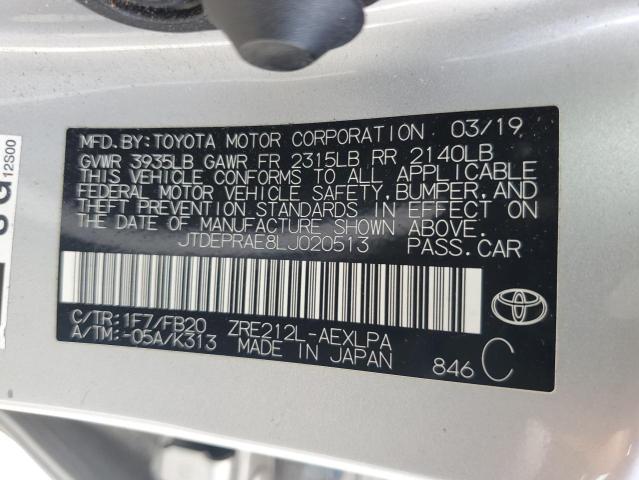 MFD. BY: TOYOTA MOTOR CORPORATION 03/19
GVWR 3935LB GAWR FR 2315LB RR 2140LB
THIS VEHICLE CONFORMS TO ALL APPLICABLE
FEDERAL MOTOR VEHICLE SAFETY, BUMPER, AND
THEFT PREVENTION STANDARDS IN EFFECT ON
THE DATE OF MANUFACTURE SHOWN ABOVE.
JTDEPRAE8LJ020513 PASS. CAR
C/TR: 1F7/FB20 ZRE212L-AEXLPA
A/TM: -05A/K313 MADE IN JAPAN
846 C
12S00